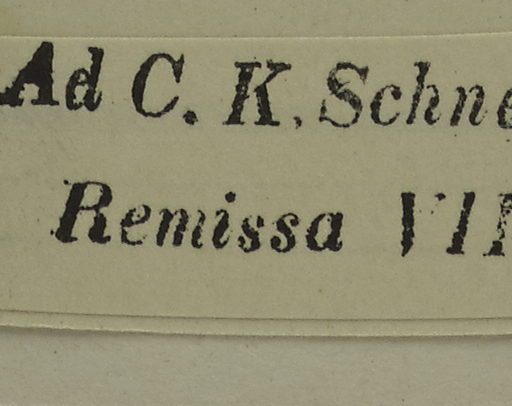 Ad C. K. Schne
Remissa VII